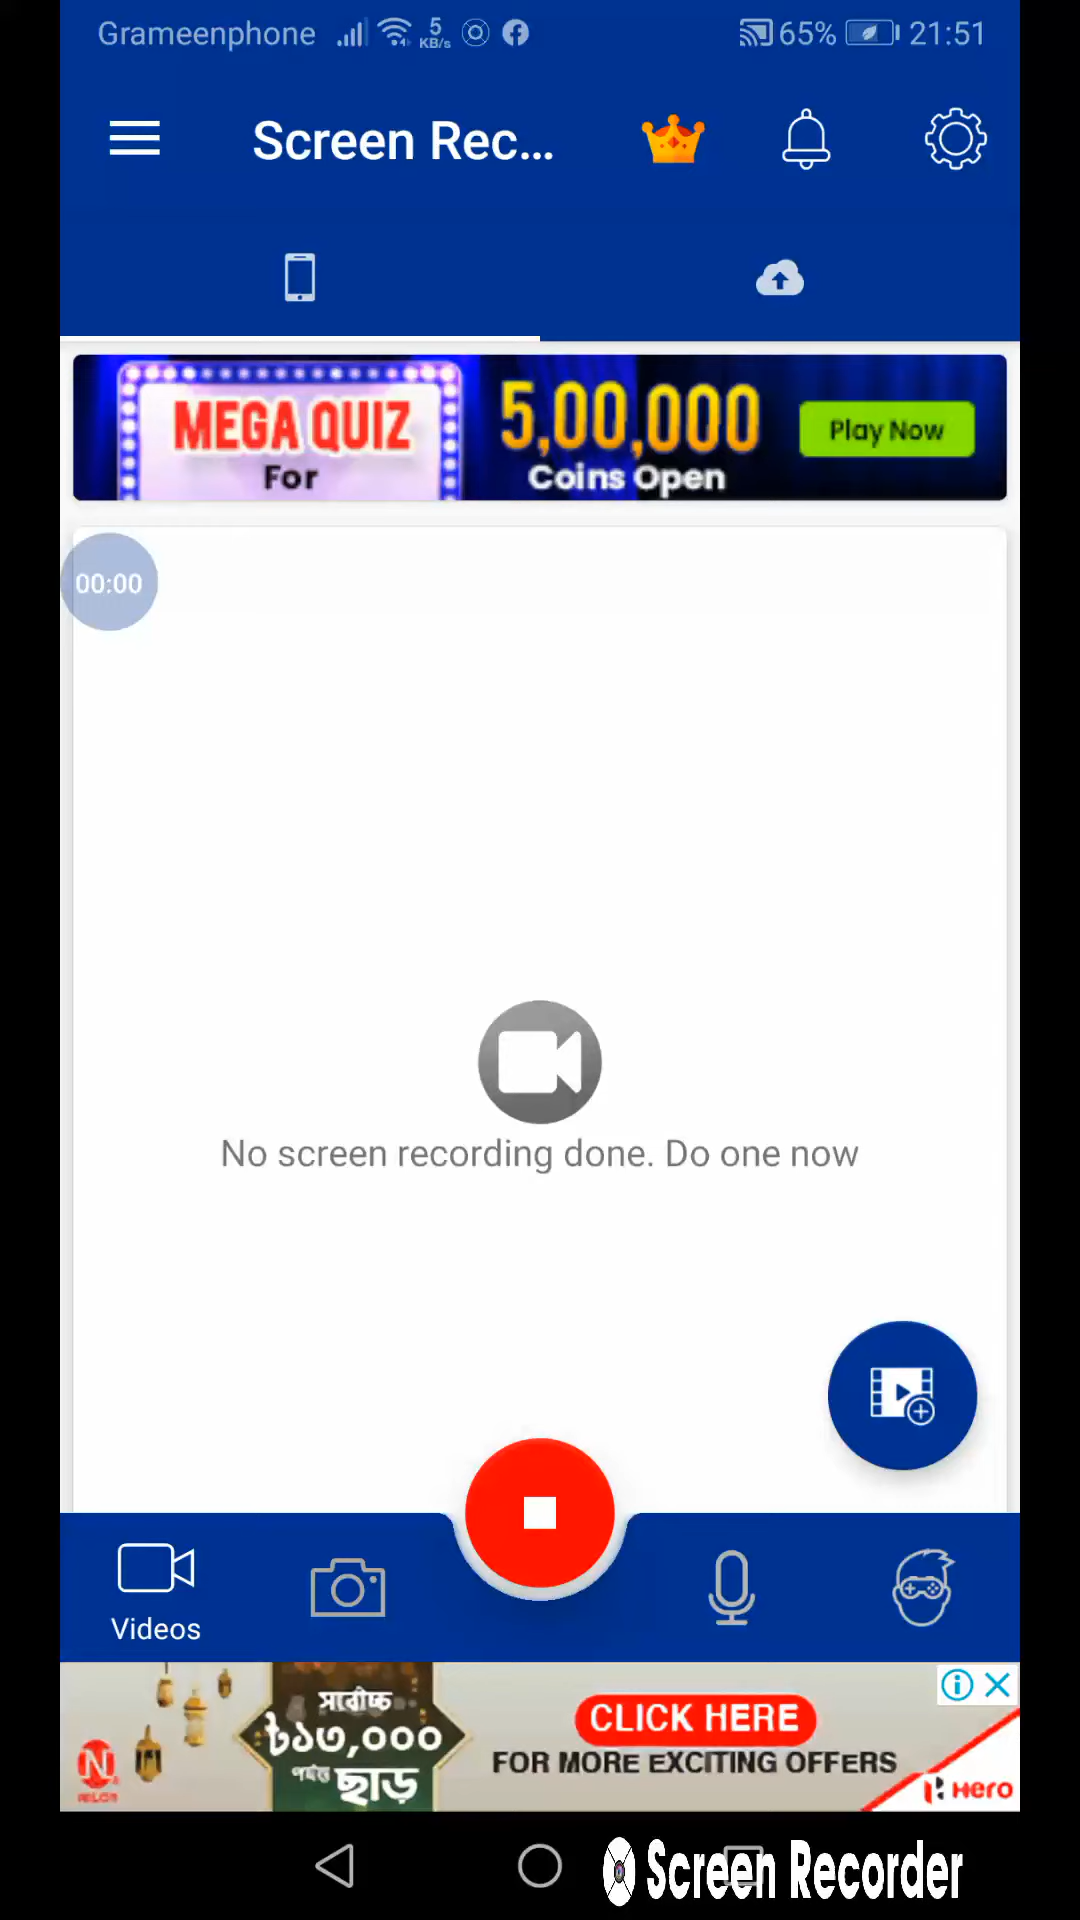 Grameenphone 5 KB/s 65% 21:51
Screen Rec...
MEGA QUIZ
For
5,00,000
Coins Open
Play Now
00:00
No screen recording done. Do one now
Videos
সর্বোচ্চ
৳১৩,০০০
পর্যন্ত ছাড়
CLICK HERE
FOR MORE EXCITING OFFERS
N
NILOY
Hero
Screen Recorder